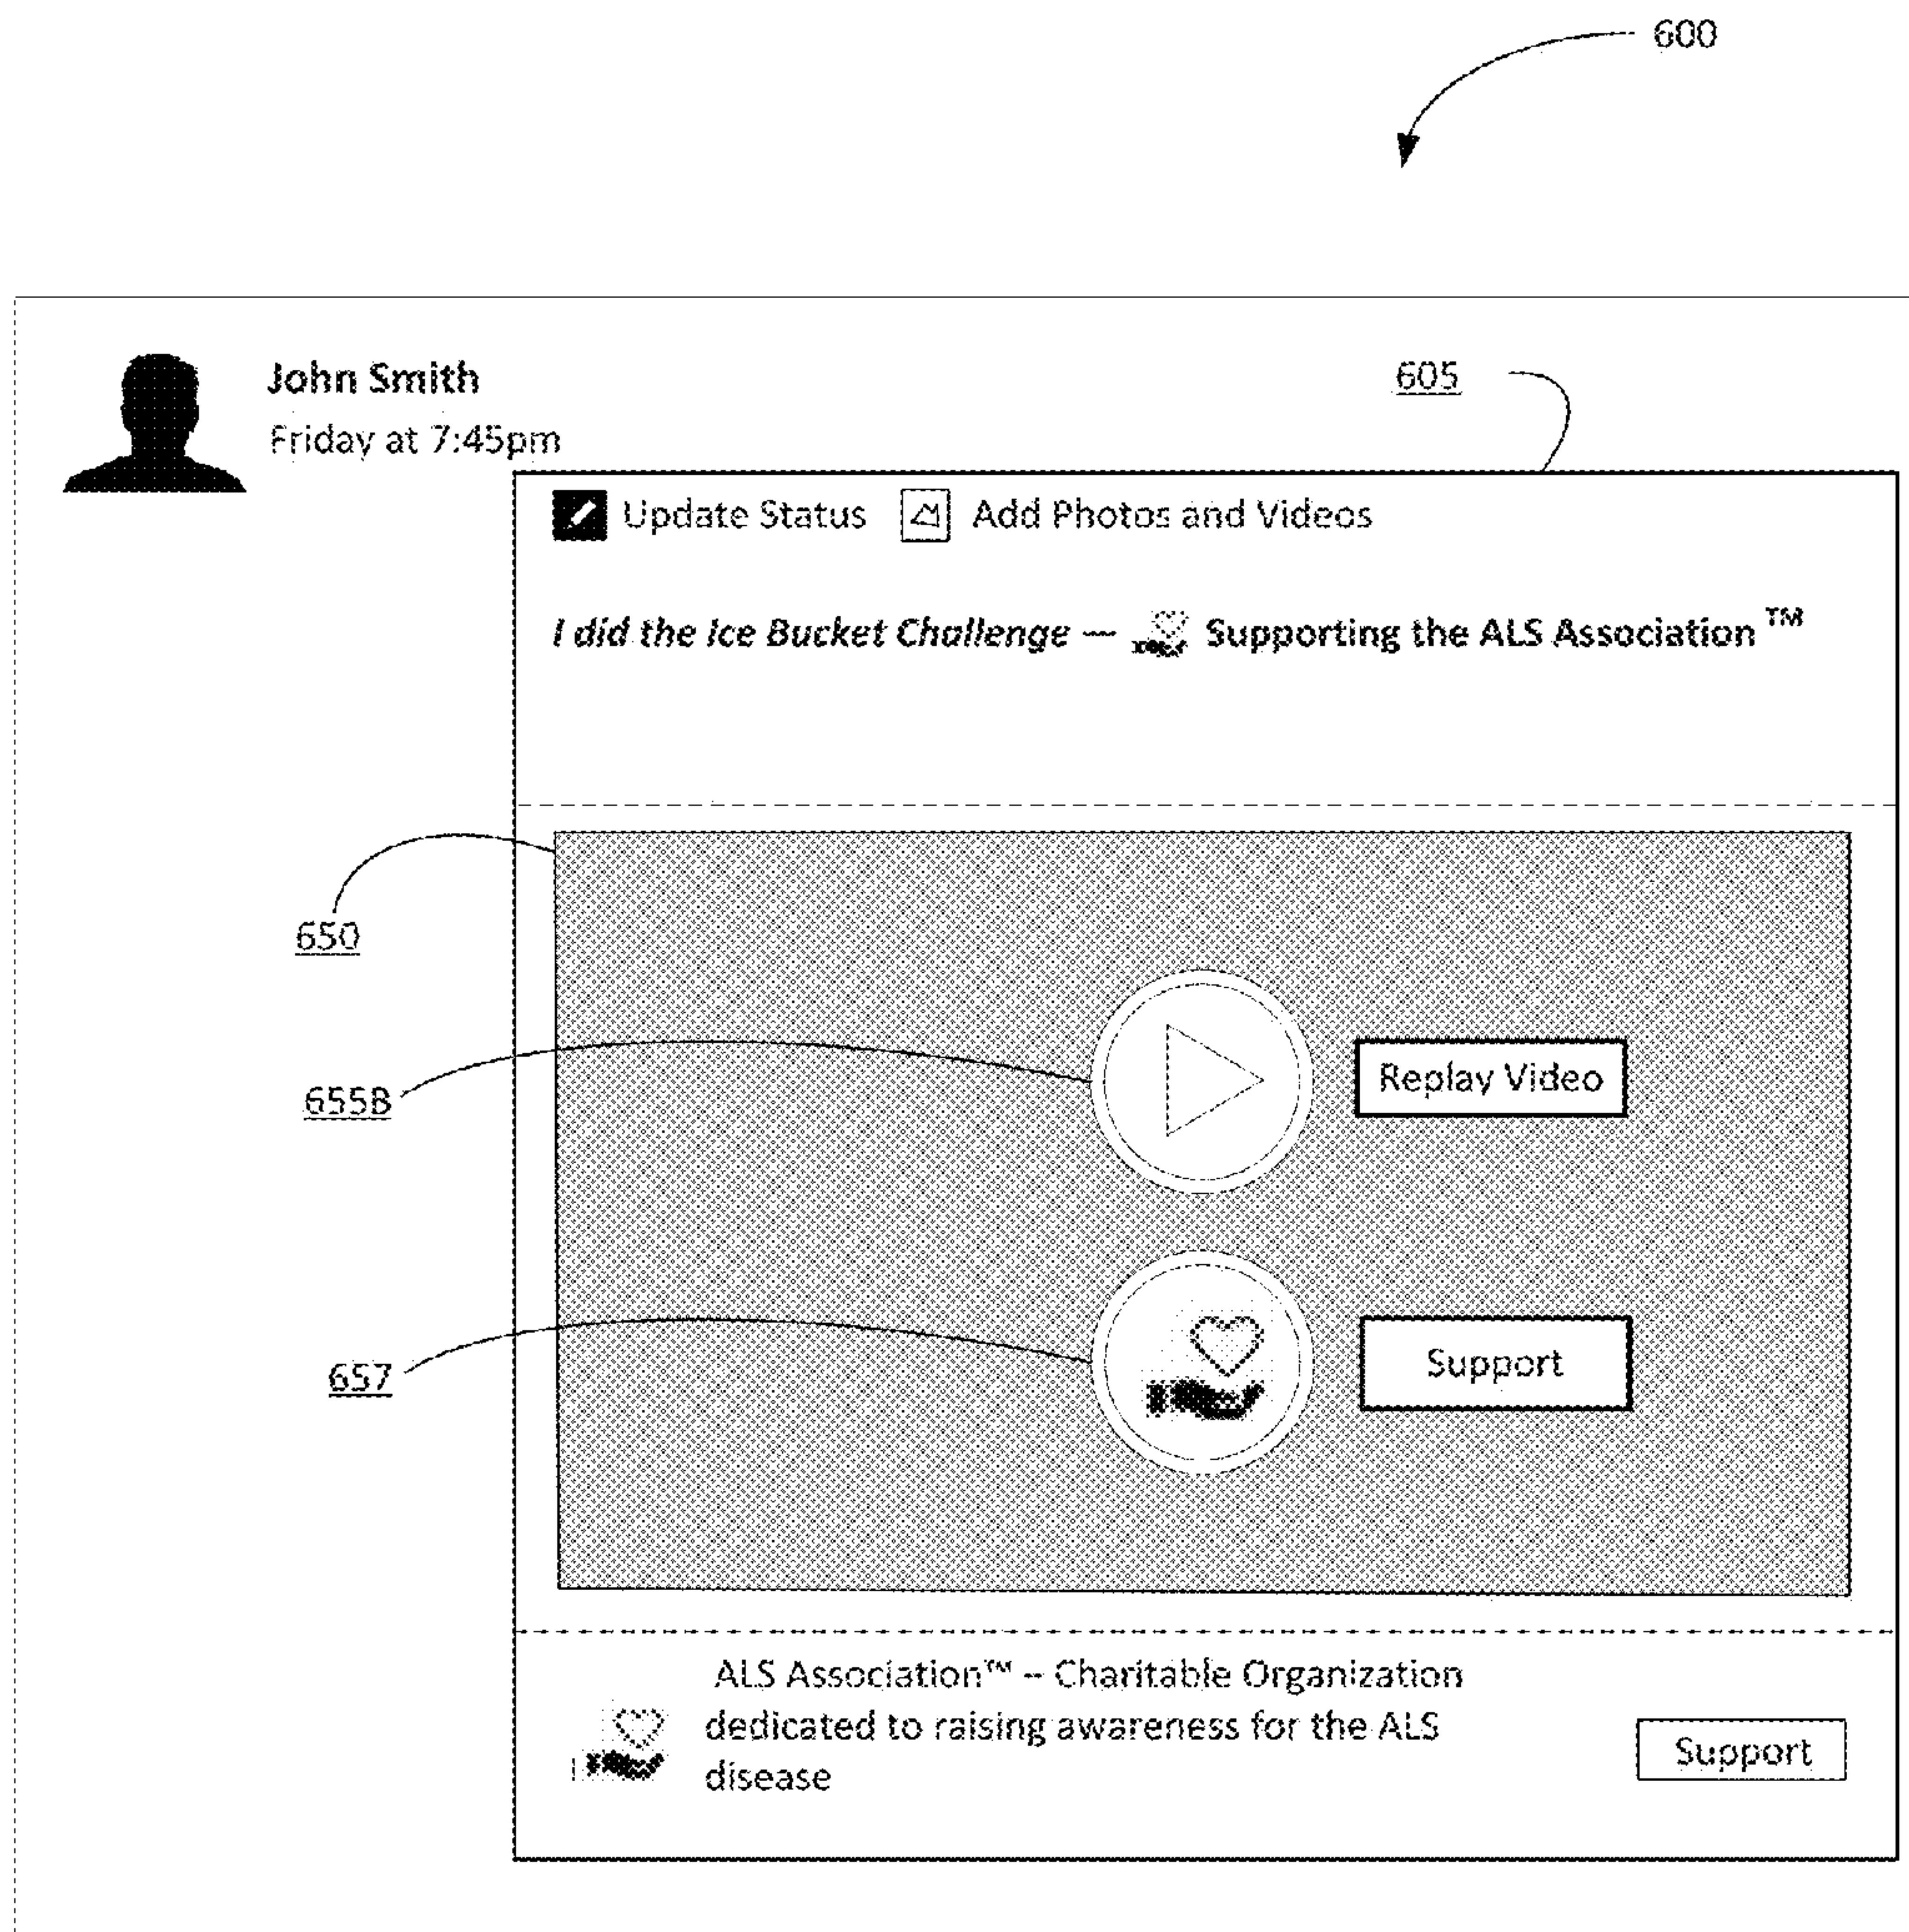 600
John Smith
605
Friday at 7:45pm
Update Status Add Photos and Videos
I did the Ice Bucket Challenge — Supporting the ALS Association ™
650
Replay Video
655B
Support
657
ALS Association™ – Charitable Organization
dedicated to raising awareness for the ALS
disease
Support